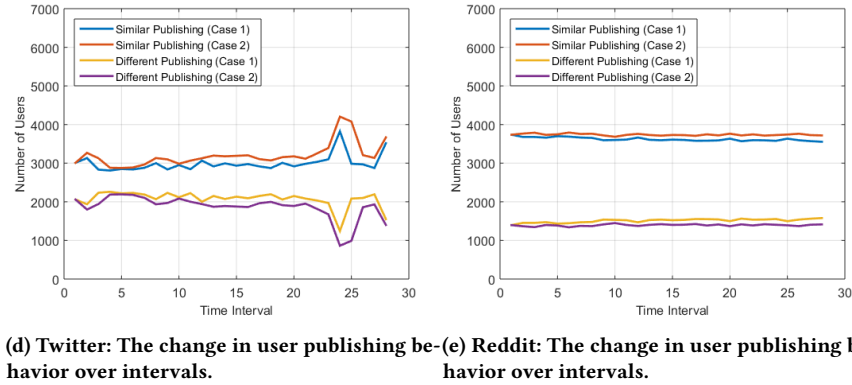 7000
6000
5000
4000
3000
2000
1000
0
Number of Users
Similar Publishing (Case 1)
Similar Publishing (Case 2)
Different Publishing (Case 1)
Different Publishing (Case 2)
0 5 10 15 20 25 30
Time Interval
7000
6000
5000
4000
3000
2000
1000
0
Number of Users
Similar Publishing (Case 1)
Similar Publishing (Case 2)
Different Publishing (Case 1)
Different Publishing (Case 2)
0 5 10 15 20 25 30
Time Interval
(d) Twitter: The change in user publishing be-
havior over intervals.
(e) Reddit: The change in user publishing b
havior over intervals.